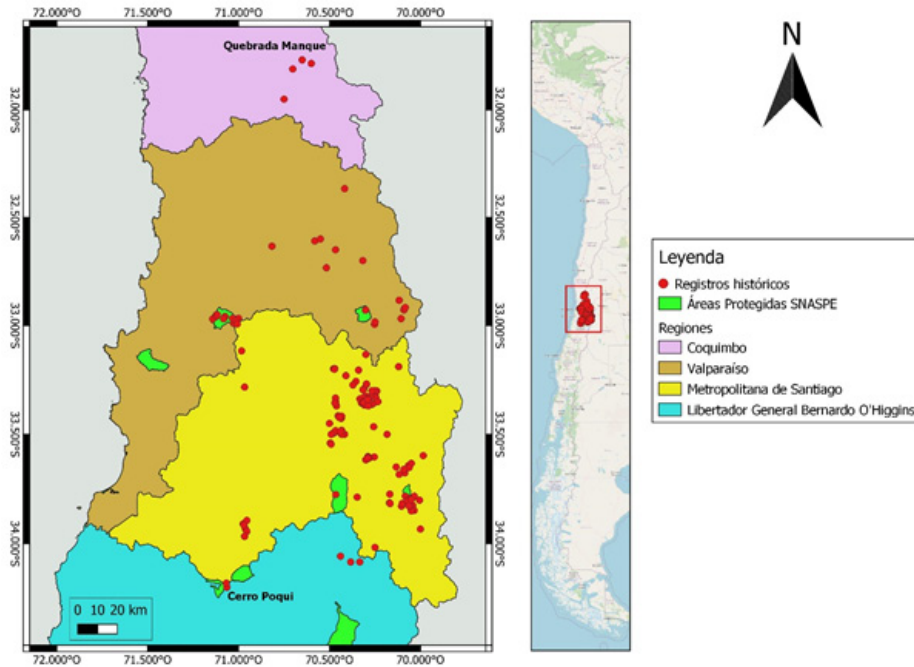 72.000°S 71.500°S 71.000°S 70.500°S 70.000°S
Quebrada Manque
32.000°S
32.000°S
32.500°S
32.500°S
33.000°S
33.000°S
33.500°S
33.500°S
34.000°S
34.000°S
Cerro Poqui
0 10 20 km
72.000°S 71.500°S 71.000°S 70.500°S 70.000°S
N
Leyenda
Registros históricos
Áreas Protegidas SNASPE
Regiones
Coquimbo
Valparaíso
Metropolitana de Santiago
Libertador General Bernardo O'Higgins